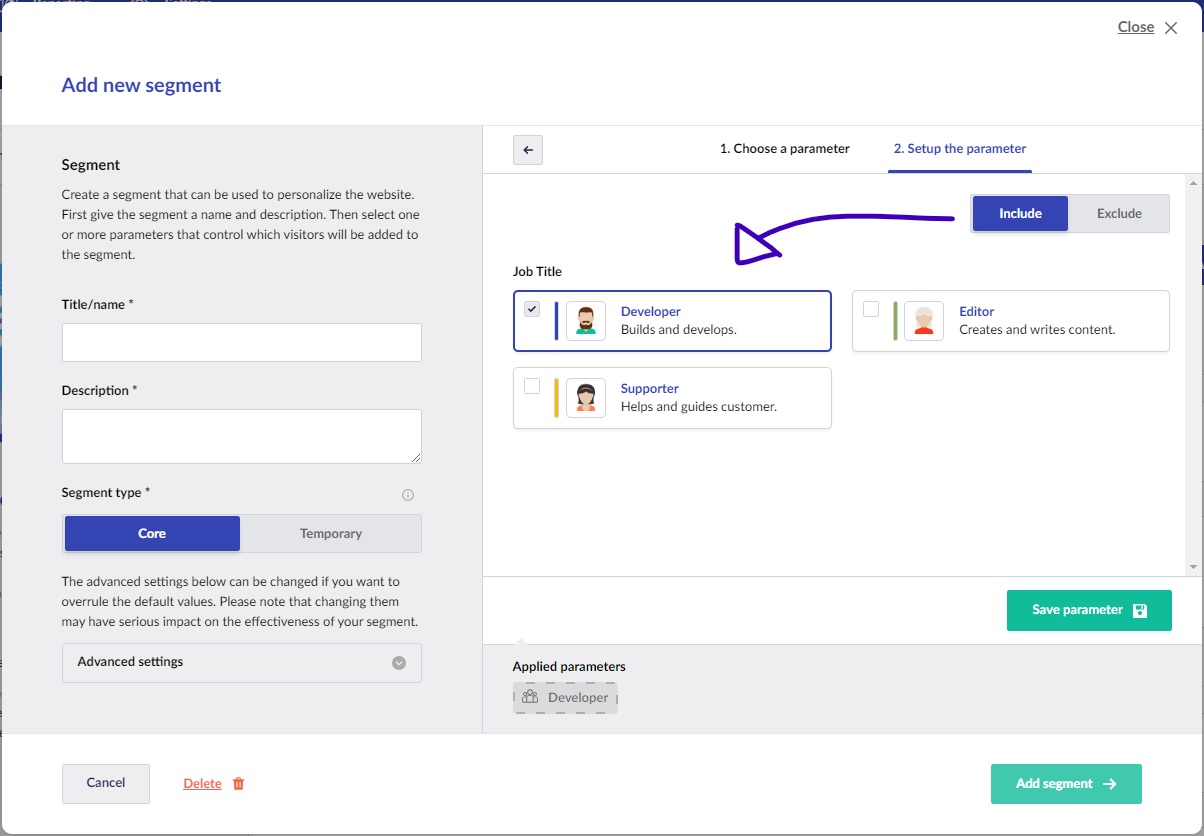 Close
Add new segment
Segment
Create a segment that can be used to personalize the website.
First give the segment a name and description. Then select one
or more parameters that control which visitors will be added to
the segment.
Title/name *
Description *
Segment type *
Core
Temporary
The advanced settings below can be changed if you want to
overrule the default values. Please note that changing them
may have serious impact on the effectiveness of your segment.
Advanced settings
1. Choose a parameter
2. Setup the parameter
Include
Exclude
Job Title
Developer
Builds and develops.
Editor
Creates and writes content.
Supporter
Helps and guides customer.
Save parameter
Applied parameters
Developer
Cancel
Delete
Add segment